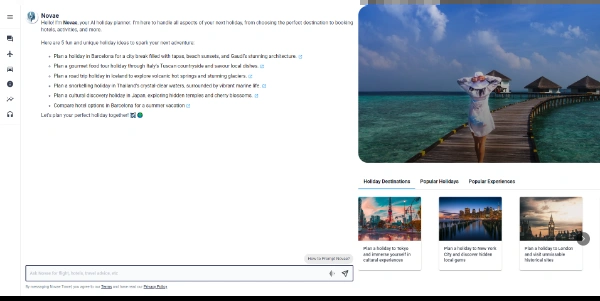 Novae
Hello! I'm Novae, your AI holiday planner. I'm here to handle all aspects of your next holiday, from choosing the perfect destination to booking
hotels, activities, and more.
Here are 5 fun and unique holiday ideas to spark your next adventure:
Plan a holiday in Barcelona for a city break filled with tapas, beach sunsets, and Gaudí's stunning architecture.
Plan a gourmet food tour holiday through Italy's Tuscan countryside and savour local dishes.
Plan a road trip holiday in Iceland to explore volcanic hot springs and stunning glaciers.
Plan a snorkelling holiday in Thailand's crystal-clear waters, surrounded by vibrant marine life.
Plan a cultural discovery holiday in Japan, exploring hidden temples and cherry blossoms.
Compare hotel options in Barcelona for a summer vacation
Let's plan your perfect holiday together!
How to Prompt Novae?
Ask Novae for flight, hotels, travel advice, etc
By messaging Novae Travel, you agree to our Terms and have read our Privacy Policy.
Holiday Destinations
Popular Holidays
Popular Experiences
Plan a holiday to Tokyo
and immerse yourself in
cultural experiences
Plan a holiday to New York
City and discover hidden
local gems
Plan a holiday to London
and visit unmissable
historical sites